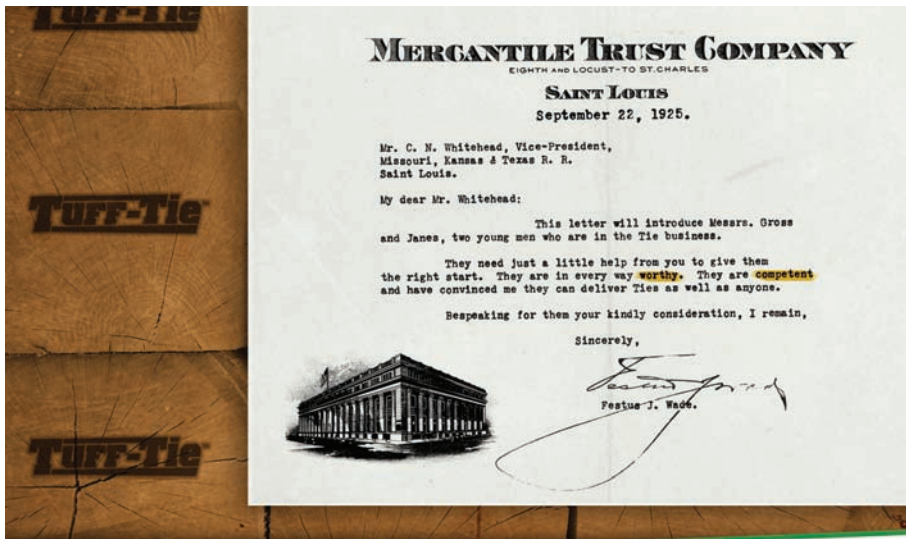 TUFF-TIE
TUFF-TIE™
TUFF-TIE™
MERCANTILE TRUST COMPANY
EIGHTH AND LOCUST-TO ST. CHARLES
SAINT LOUIS
September 22, 1925.
Mr. C. N. Whitehead, Vice-President,
Missouri, Kansas & Texas R. R.
Saint Louis.
My dear Mr. Whitehead:
This letter will introduce Messrs. Gross
and Janes, two young men who are in the Tie business.
They need just a little help from you to give them
the right start. They are in every way worthy. They are competent
and have convinced me they can deliver Ties as well as anyone.
Bespeaking for them your kindly consideration, I remain,
Sincerely,
Festus J. Wade
Festus J. Wade.